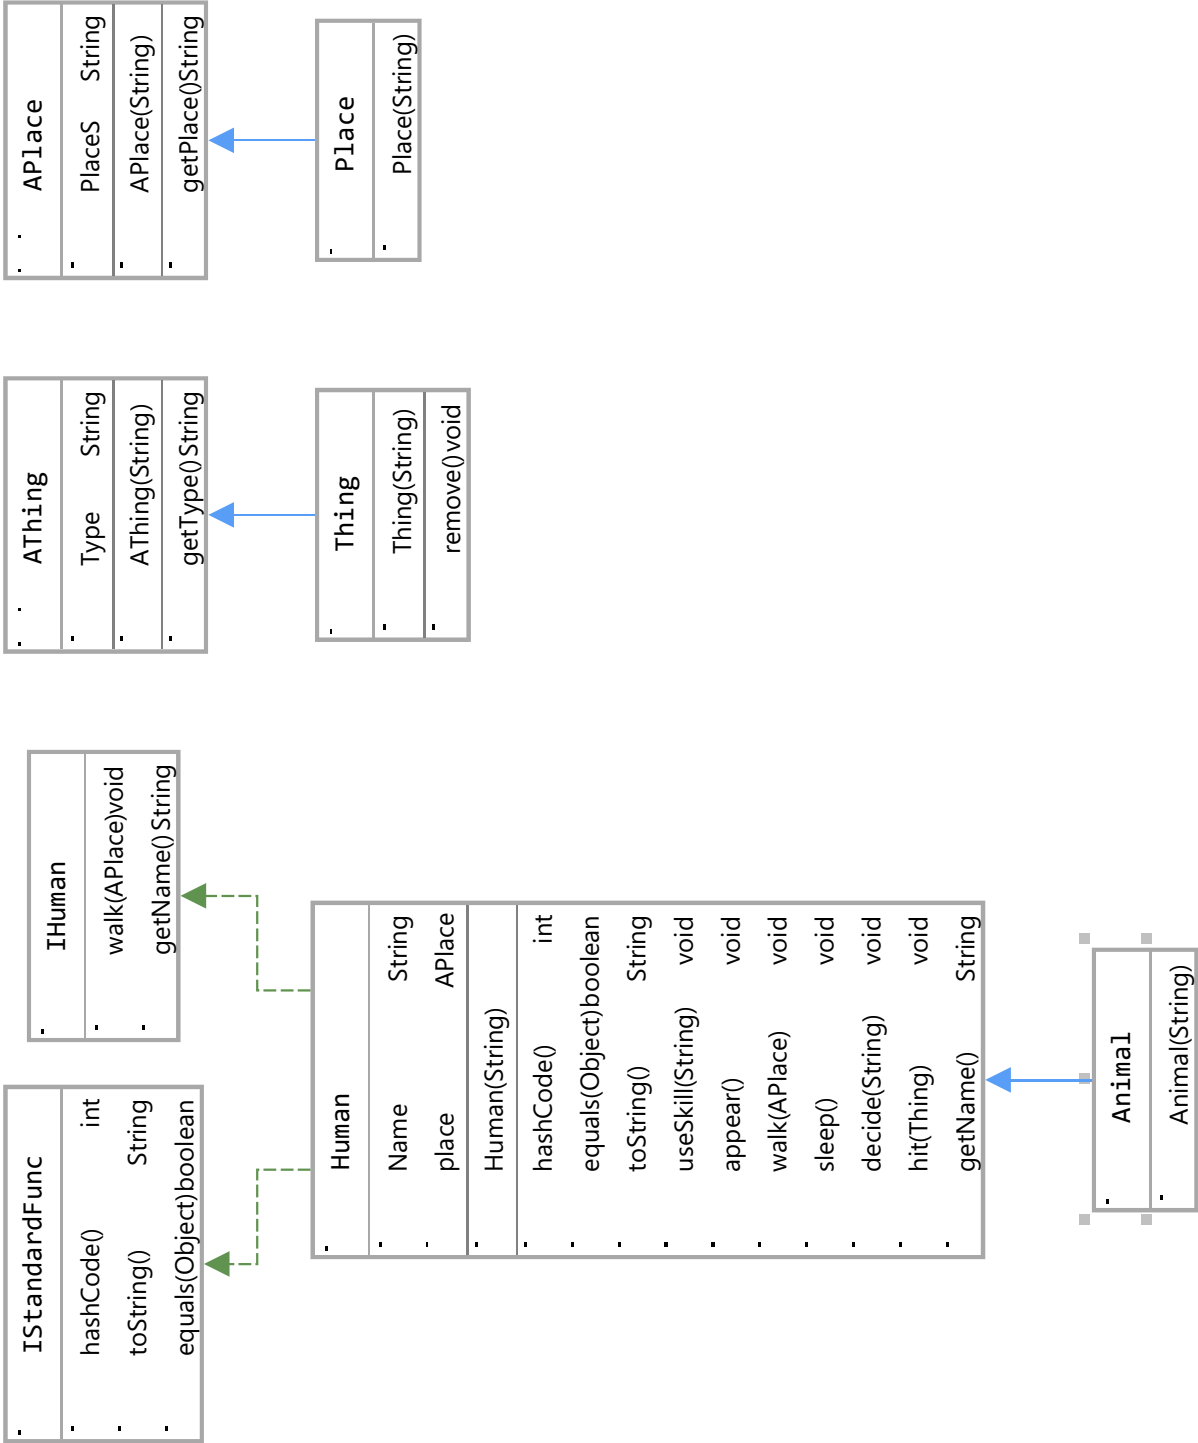 IStandardFunc
hashCode() int
toString() String
equals(Object) boolean
IHuman
walk(APlace) void
getName() String
AThing
Type String
AThing(String)
getType() String
APlace
PlaceS String
APlace(String)
getPlace() String
Human
Name String
place APlace
Human(String)
hashCode() int
equals(Object) boolean
toString() String
useSkill(String) void
appear() void
walk(APlace) void
sleep() void
decide(String) void
hit(Thing) void
getName() String
Thing
Thing(String)
remove() void
Place
Place(String)
Animal
Animal(String)